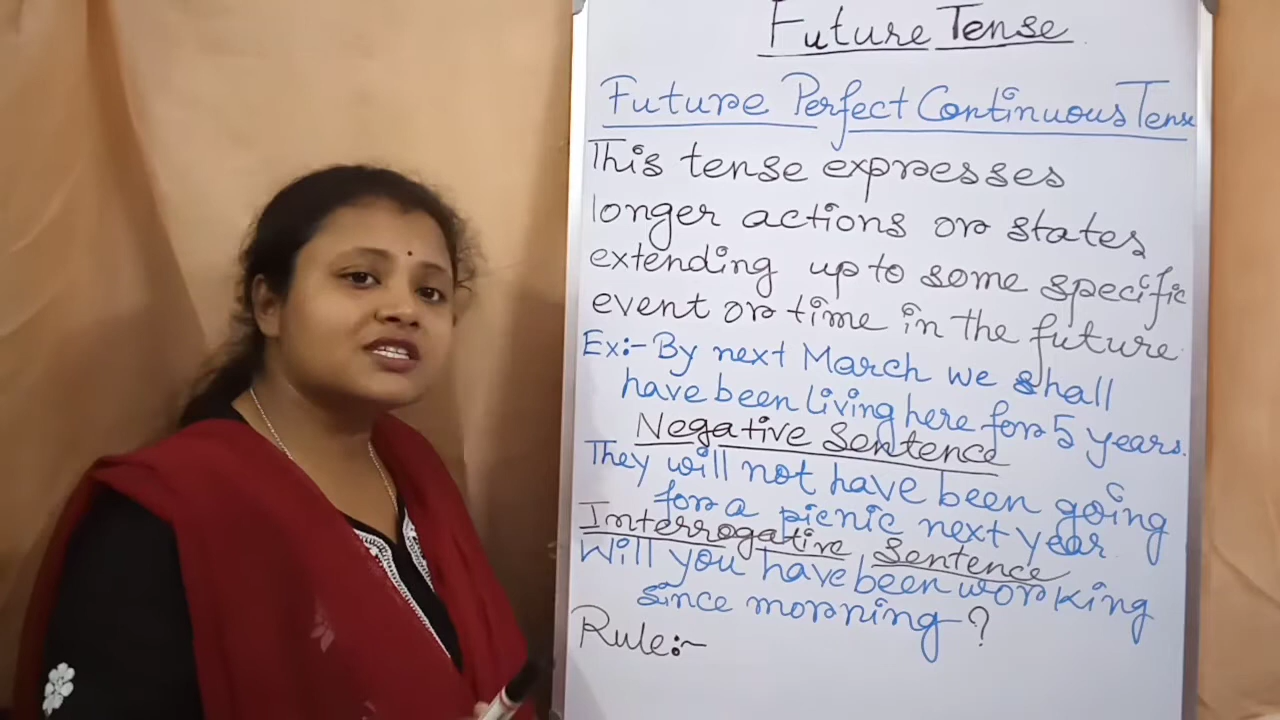 Future Tense
Future Perfect Continuous Tense
This tense expresses
longer actions or states
extending up to some specific
event or time in the future.
Ex:- By next March we shall
have been living here for 5 years.
Negative Sentence
They will not have been going
for a picnic next year
Interrogative Sentence
Will you have been working
since morning?
Rule:-